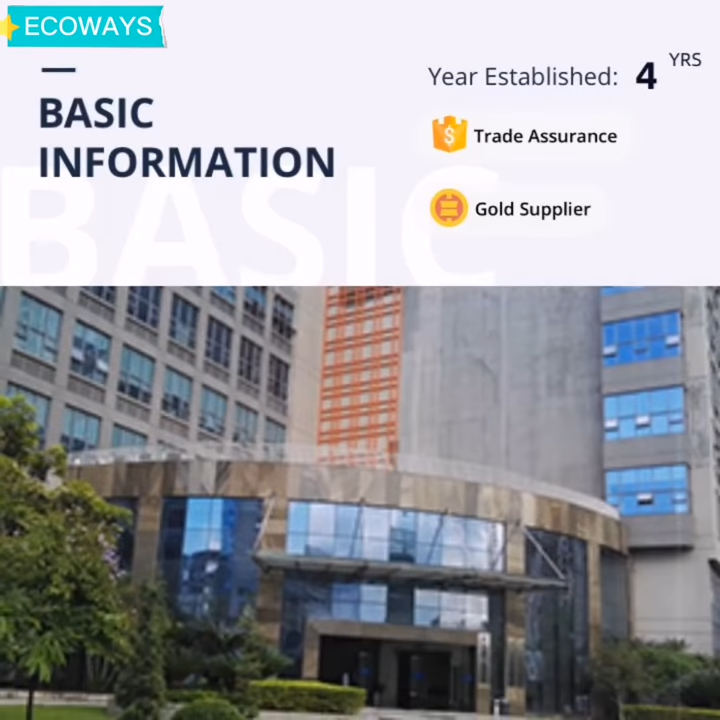 ECOWAYS
BASIC
INFORMATION
Year Established: 4 YRS
Trade Assurance
Gold Supplier
BASIC